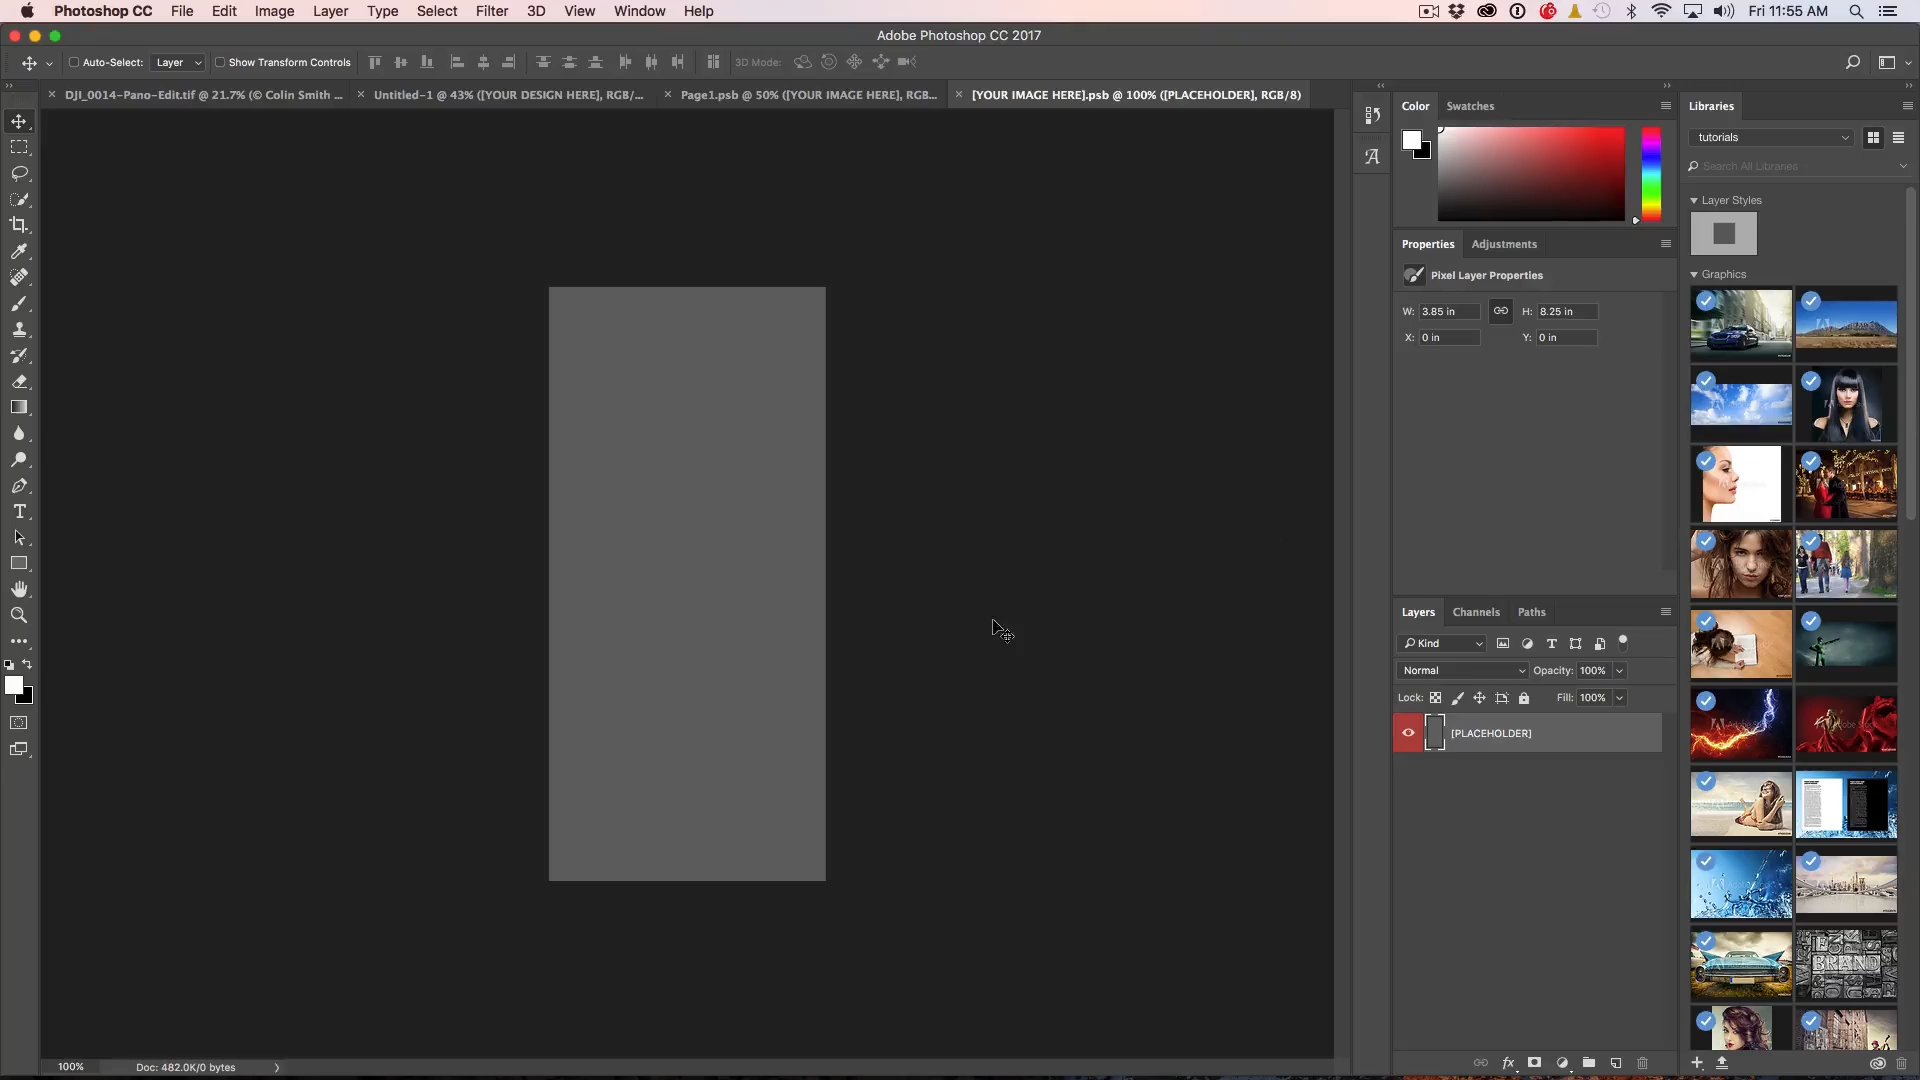 Photoshop CC File Edit Image Layer Type Select Filter 3D View Window Help Fri 11:55 AM
Adobe Photoshop CC 2017
Auto-Select: Layer Show Transform Controls 3D Mode:
DJI_0014-Pano-Edit.tif @ 21.7% (© Colin Smith ... Untitled-1 @ 43% ([YOUR DESIGN HERE], RGB/... Page1.psb @ 50% ([YOUR IMAGE HERE], RGB... [YOUR IMAGE HERE].psb @ 100% ([PLACEHOLDER], RGB/8)
Color Swatches
Libraries
tutorials
Search All Libraries
Layer Styles
Properties Adjustments
Pixel Layer Properties
Graphics
W: 3.85 in H: 8.25 in
X: 0 in Y: 0 in
Layers Channels Paths
Kind
Normal Opacity: 100%
Lock: Fill: 100%
[PLACEHOLDER]
BRAND
100% Doc: 482.0K/0 bytes